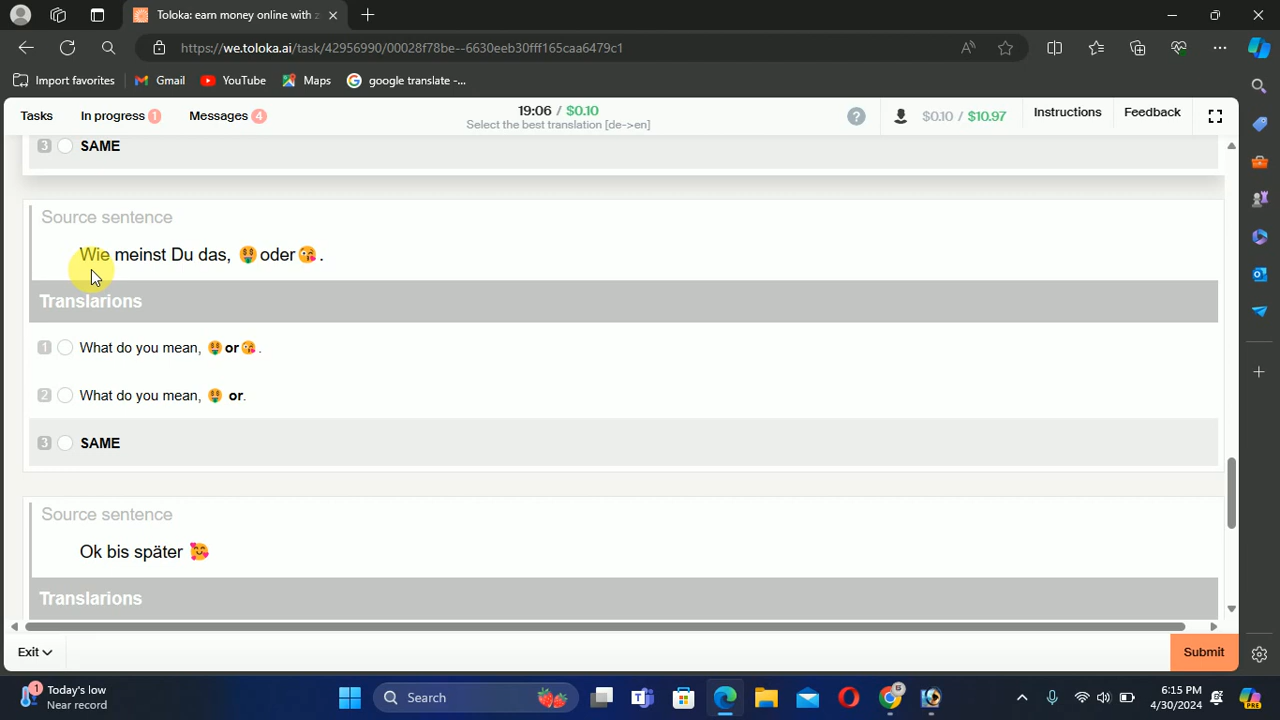 Toloka: earn money online with z
https://we.toloka.ai/task/42956990/00028f78be--6630eeb30fff165caa6479c1
Import favorites Gmail YouTube Maps google translate -...
Tasks In progress 1 Messages 4 19:06 / $0.10 $0.10 / $10.97 Instructions Feedback
Select the best translation [de->en]
3 SAME
Source sentence
Wie meinst Du das, 🤑oder😘.
Translarions
1 What do you mean, 🤑or😘.
2 What do you mean, 🤑 or.
3 SAME
Source sentence
Ok bis später 🥰
Translarions
Exit Submit
1 Today's low Search 6:15 PM
Near record 4/30/2024